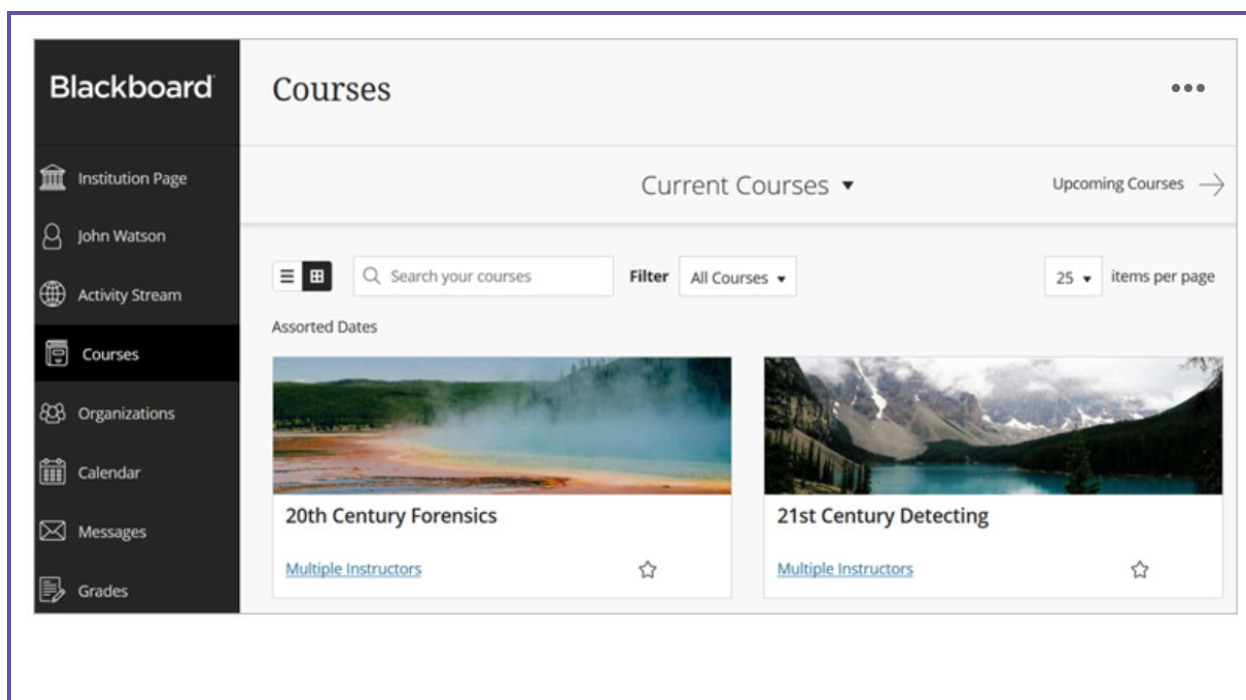 Blackboard
Institution Page
John Watson
Activity Stream
Courses
Organizations
Calendar
Messages
Grades
Courses
Current Courses
Upcoming Courses
Search your courses
Filter
All Courses
25
items per page
Assorted Dates
20th Century Forensics
Multiple Instructors
21st Century Detecting
Multiple Instructors